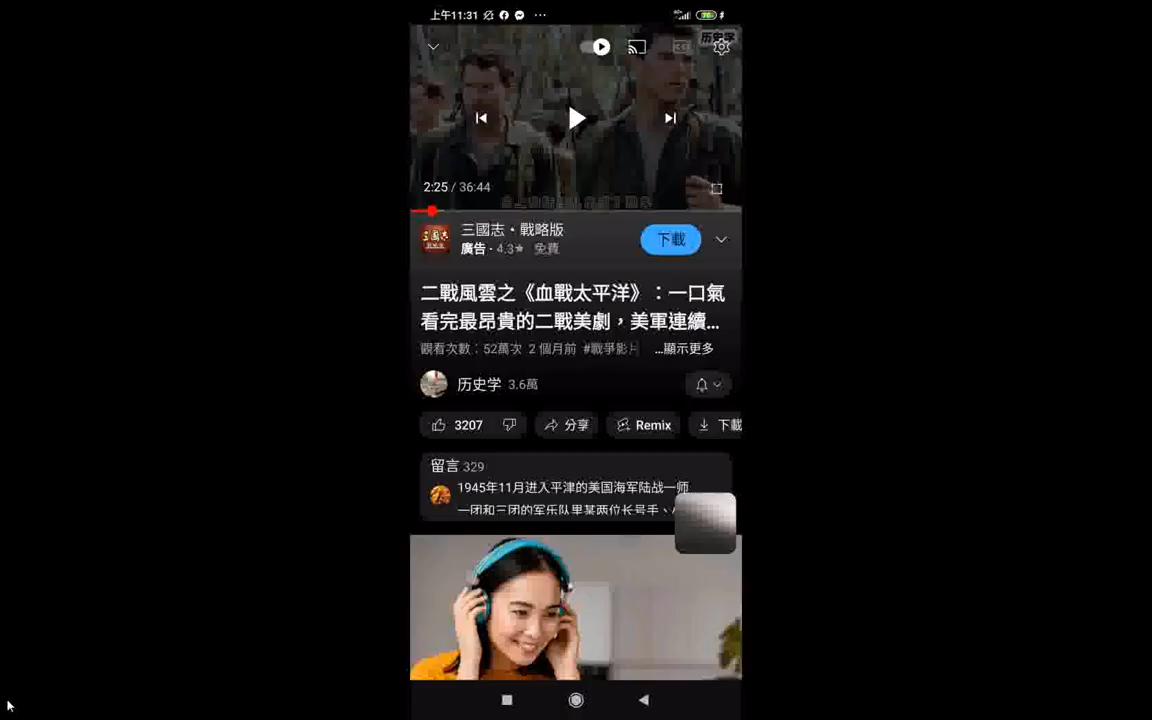 上午11:31
76
历史学
2:25 / 36:44
三國志・戰略版
廣告・4.3★ 免費
下載
二戰風雲之《血戰太平洋》：一口氣
看完最昂貴的二戰美劇，美軍連續...
觀看次數：52萬次 2 個月前 #戰爭影片 ...顯示更多
历史学 3.6萬
3207
分享
Remix
下載
留言 329
1945年11月进入平津的美国海军陆战一师
一团和三团的军乐队里某两位长号手、